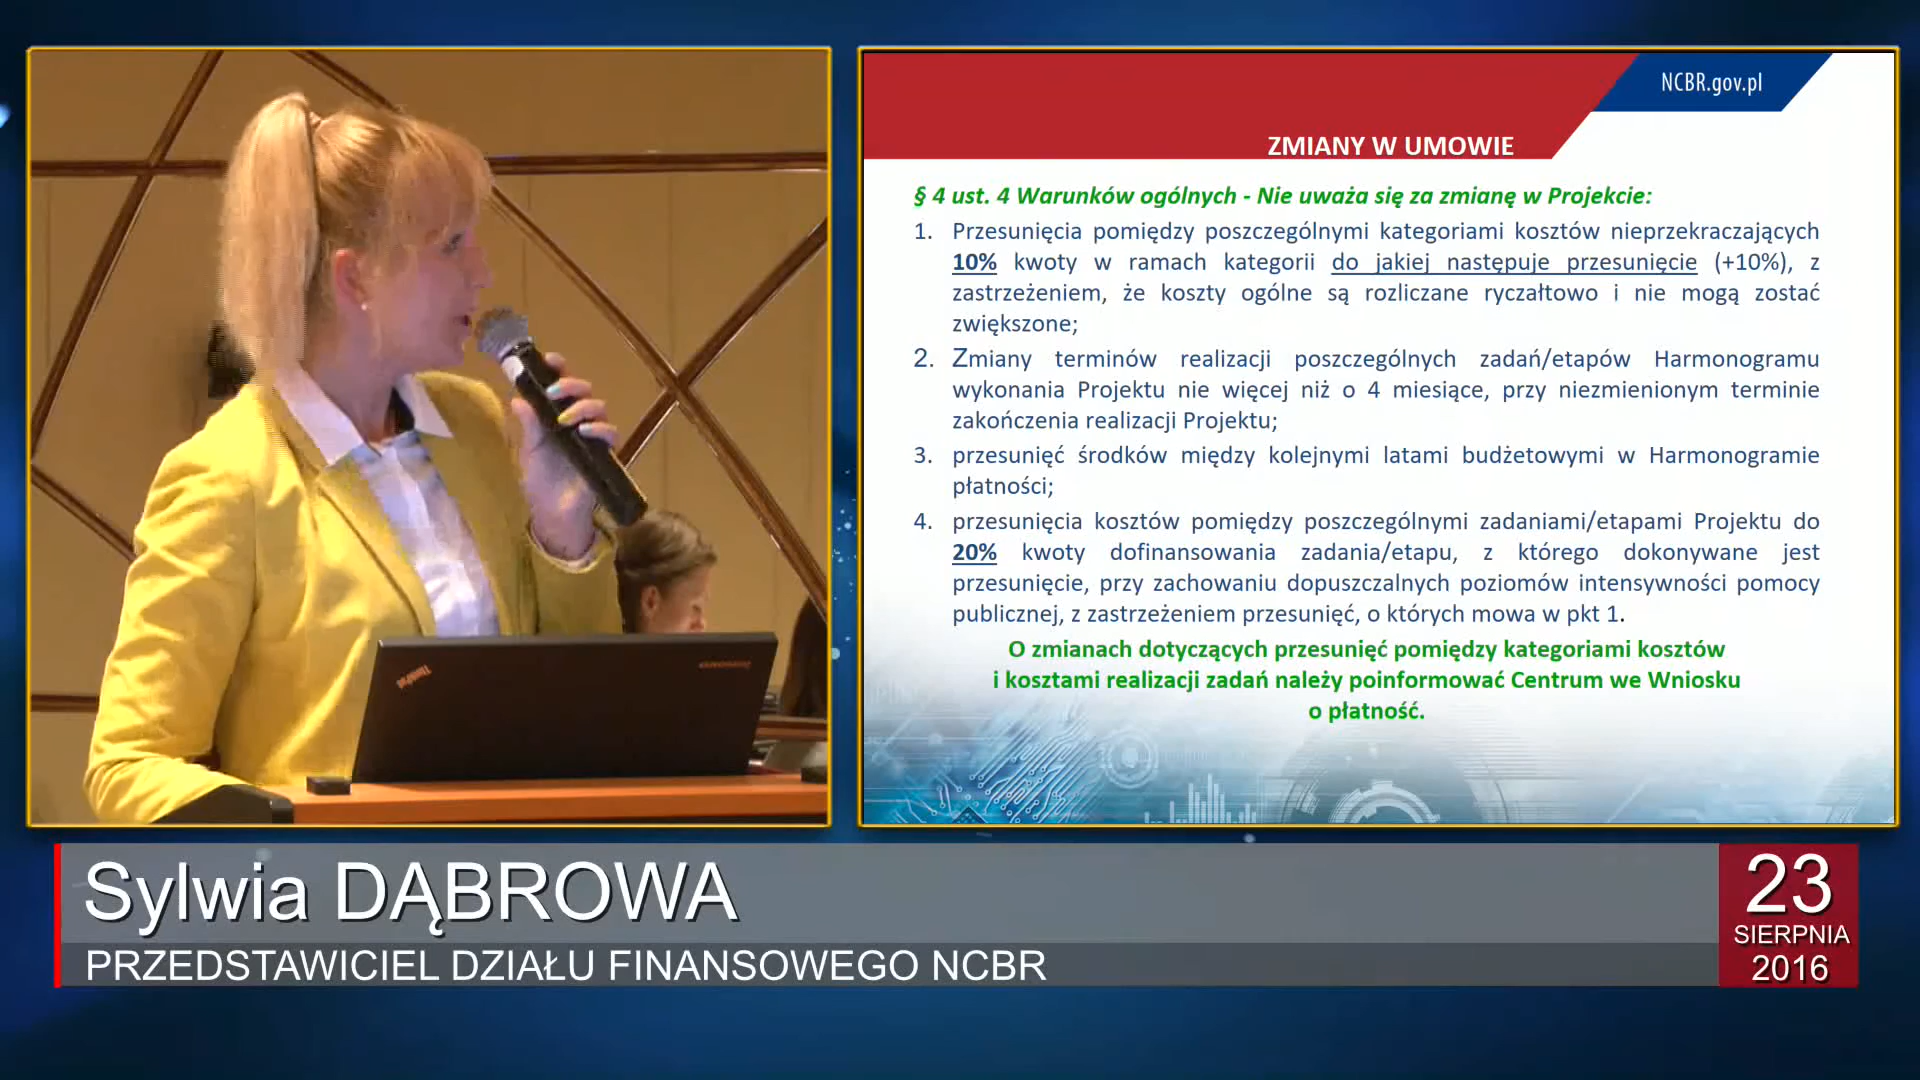 NCBR.gov.pl
ZMIANY W UMOWIE
§ 4 ust. 4 Warunków ogólnych - Nie uważa się za zmianę w Projekcie:
1. Przesunięcia pomiędzy poszczególnymi kategoriami kosztów nieprzekraczających
10% kwoty w ramach kategorii do jakiej następuje przesunięcie (+10%), z
zastrzeżeniem, że koszty ogólne są rozliczane ryczałtowo i nie mogą zostać
zwiększone;
2. Zmiany terminów realizacji poszczególnych zadań/etapów Harmonogramu
wykonania Projektu nie więcej niż o 4 miesiące, przy niezmienionym terminie
zakończenia realizacji Projektu;
3. przesunięć środków między kolejnymi latami budżetowymi w Harmonogramie
płatności;
4. przesunięcia kosztów pomiędzy poszczególnymi zadaniami/etapami Projektu do
20% kwoty dofinansowania zadania/etapu, z którego dokonywane jest
przesunięcie, przy zachowaniu dopuszczalnych poziomów intensywności pomocy
publicznej, z zastrzeżeniem przesunięć, o których mowa w pkt 1.
O zmianach dotyczących przesunięć pomiędzy kategoriami kosztów
i kosztami realizacji zadań należy poinformować Centrum we Wniosku
o płatność.
ThinkPad
lenovo
Sylwia DĄBROWA
PRZEDSTAWICIEL DZIAŁU FINANSOWEGO NCBR
23
SIERPNIA
2016